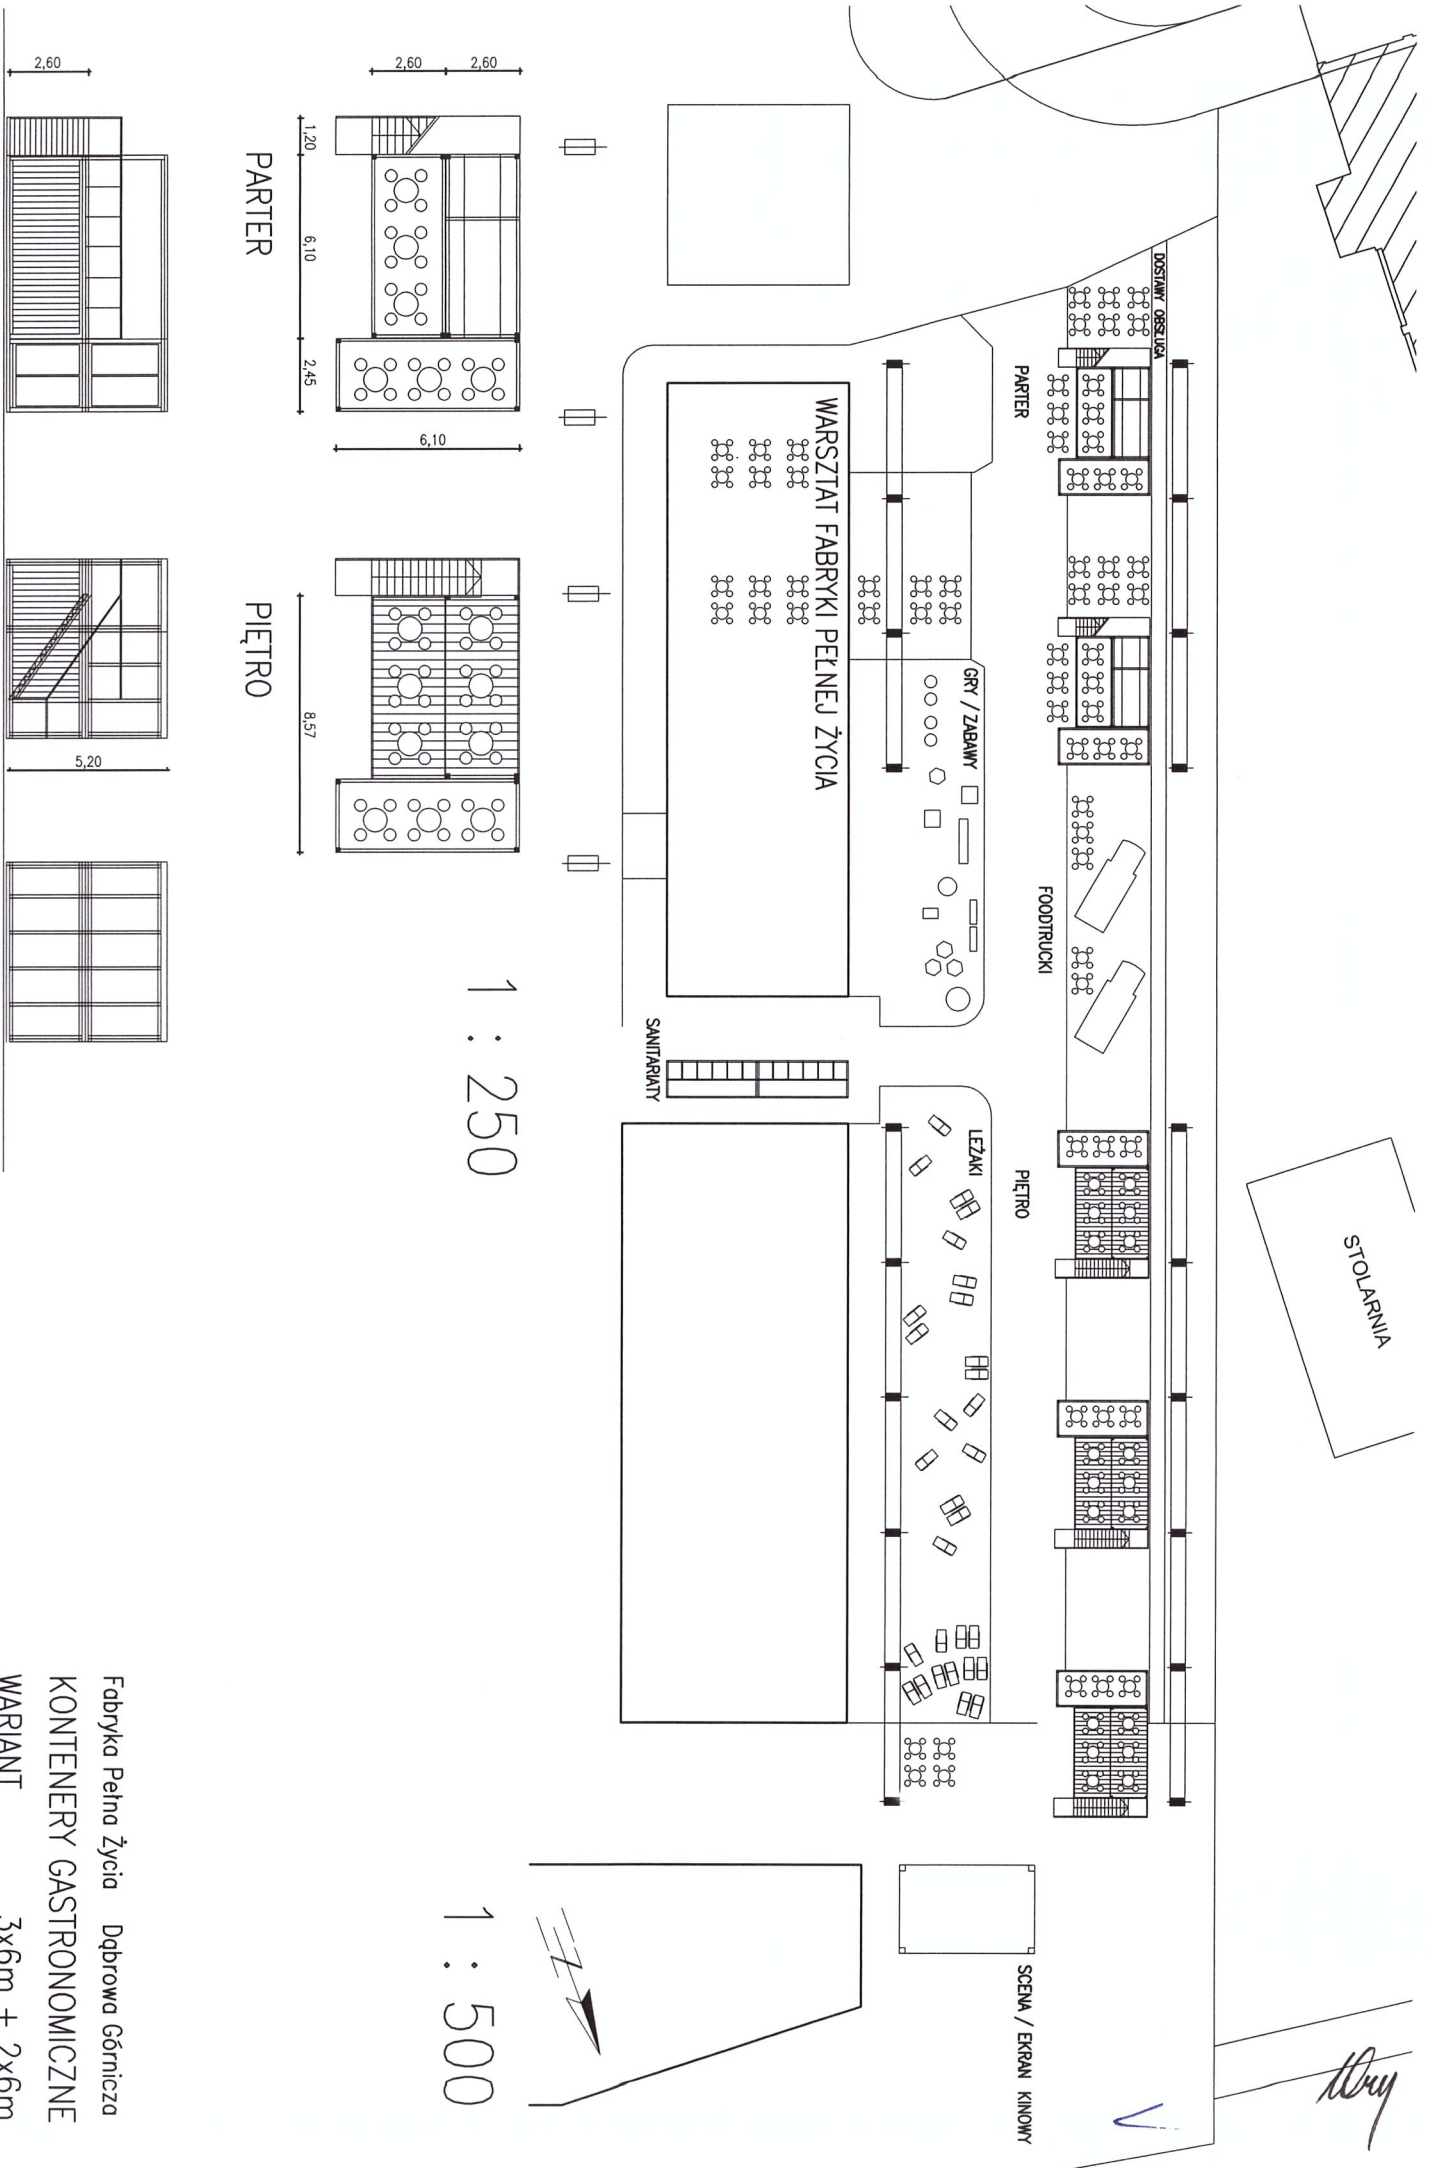 DOSTAWY OBSŁUGA
STOLARNIA
PARTER
FOODTRUCKI
PIĘTRO
SCENA / EKRAN KINOWY
GRY / ZABAWY
LEŻAKI
WARSZTAT FABRYKI PEŁNEJ ŻYCIA
SANITARIATY
2,60
2,60
1,20
6,10
2,45
6,10
PARTER
8,57
PIĘTRO
1 : 250
1 : 500
2,60
5,20
Fabryka Pełna Życia Dąbrowa Górnicza
KONTENERY GASTRONOMICZNE
WARIANT 3x6m + 2x6m